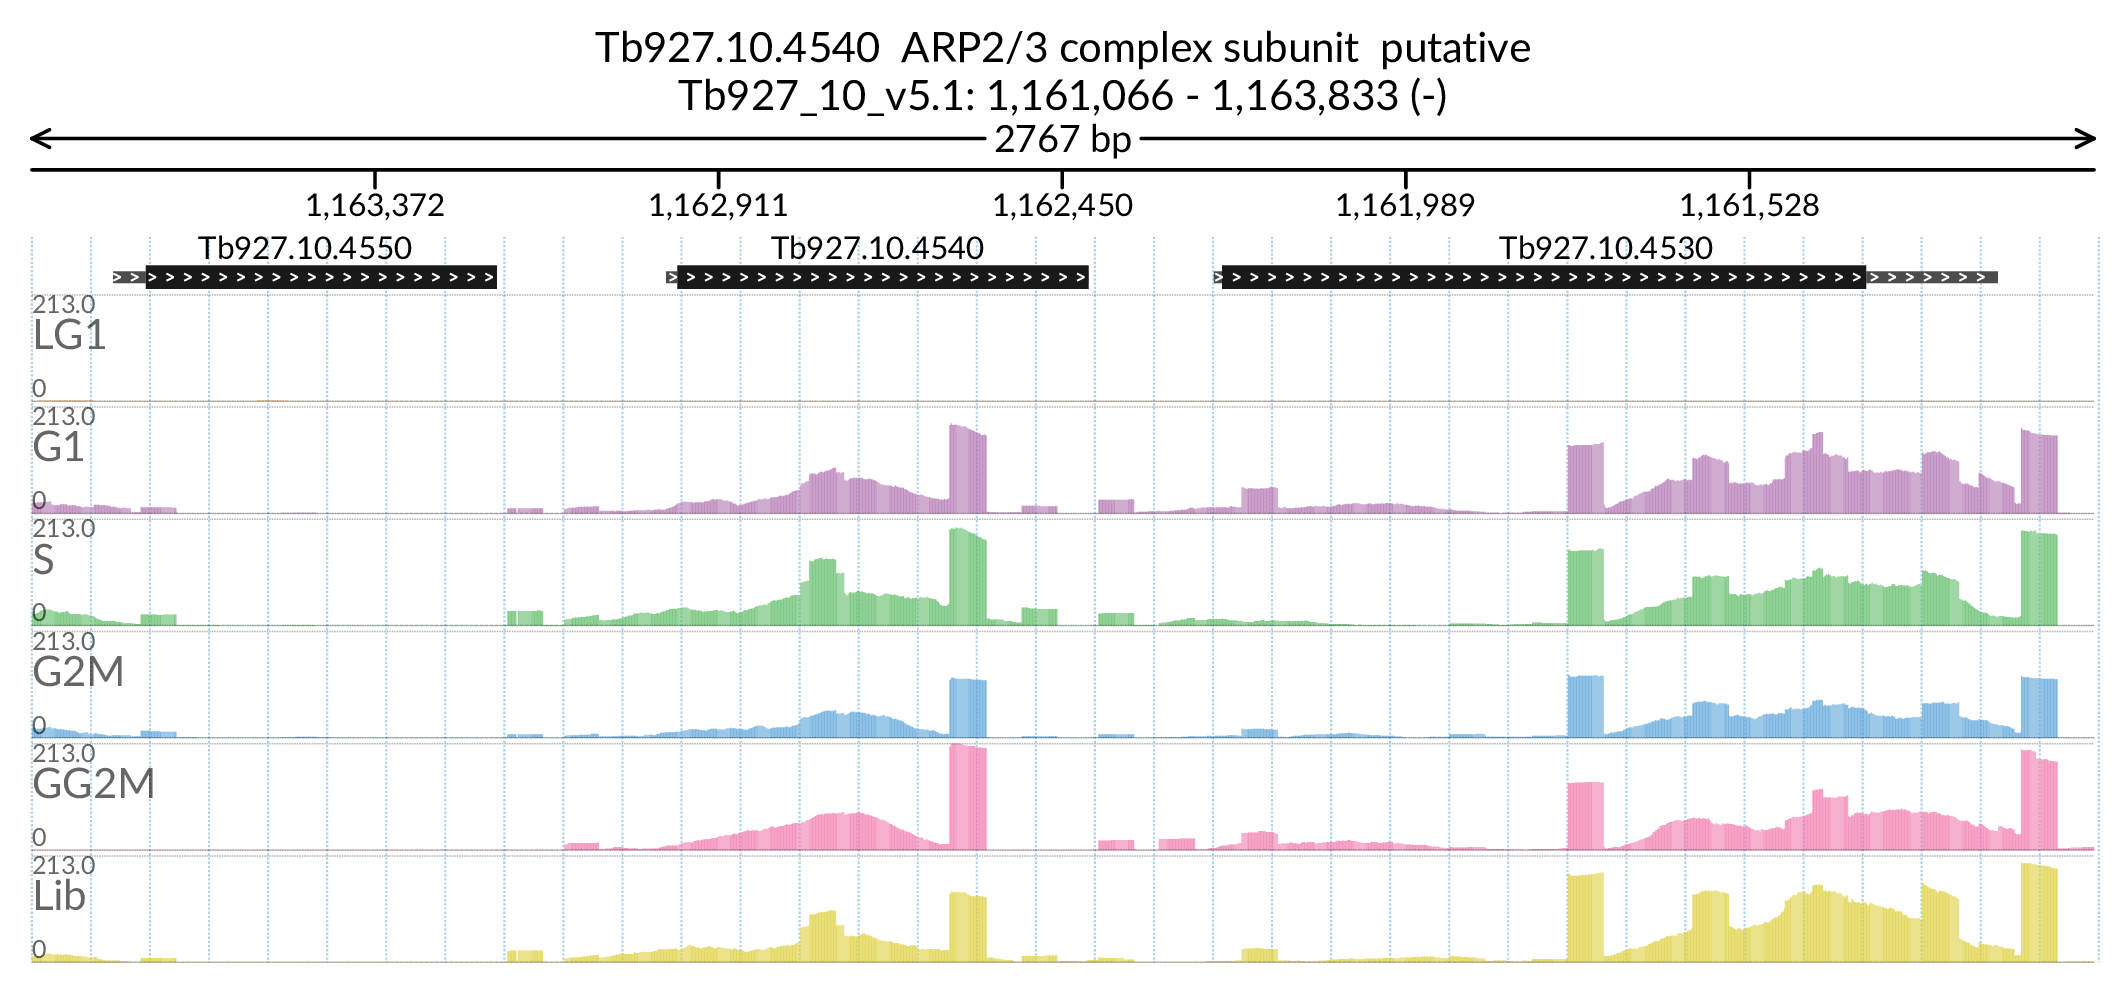 Tb927.10.4540  ARP2/3 complex subunit  putative
Tb927_10_v5.1: 1,161,066 - 1,163,833 (-)
2767 bp
1,163,372 1,162,911 1,162,450 1,161,989 1,161,528
Tb927.10.4550 Tb927.10.4540 Tb927.10.4530
213.0
LG1
0
213.0
G1
0
213.0
S
0
213.0
G2M
0
213.0
GG2M
0
213.0
Lib
0